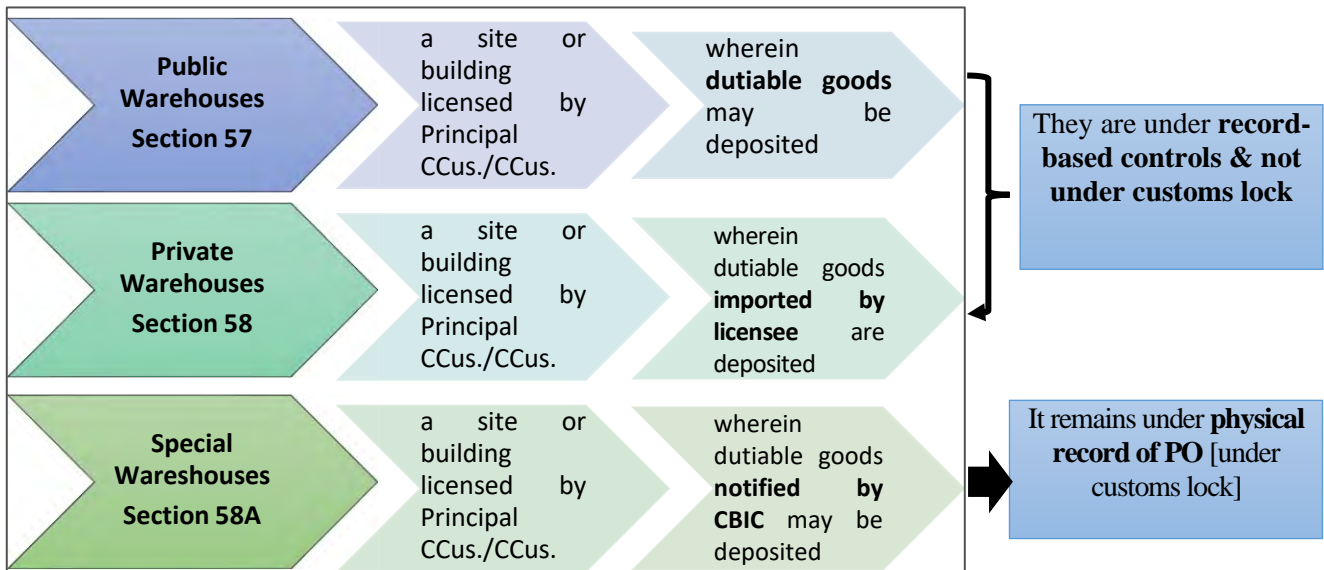 Public
Warehouses
Section 57
a site or
building
licensed by
Principal
CCus./CCus.
wherein
dutiable goods
may be
deposited
They are under record-
based controls & not
under customs lock
Private
Warehouses
Section 58
a site or
building
licensed by
Principal
CCus./CCus.
wherein
dutiable goods
imported by
licensee are
deposited
Special
Wareshouses
Section 58A
a site or
building
licensed by
Principal
CCus./CCus.
wherein
dutiable goods
notified by
CBIC may be
deposited
It remains under physical
record of PO [under
customs lock]